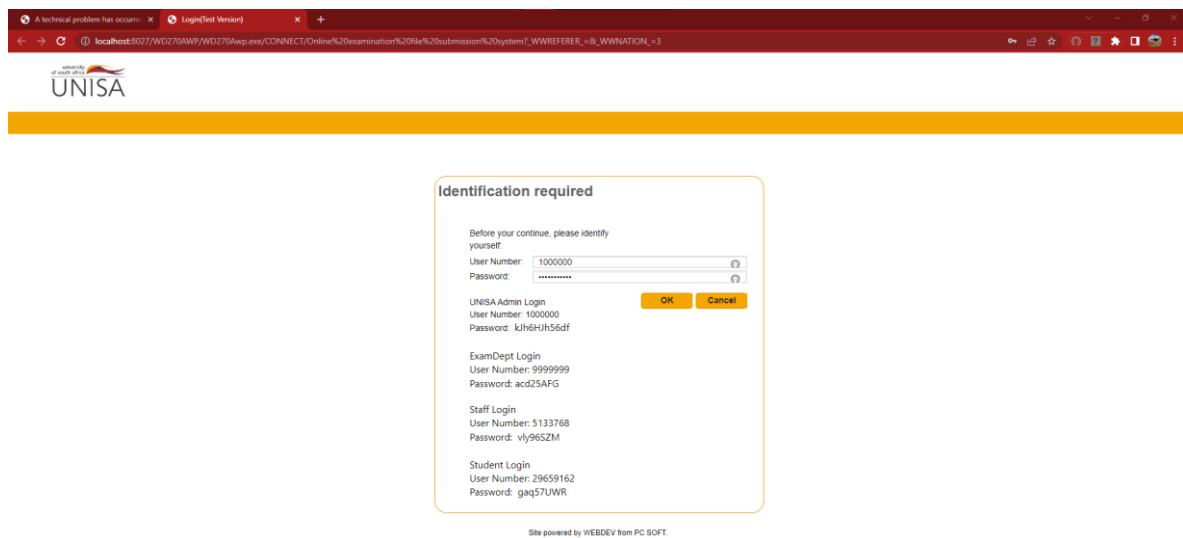 A technical problem has occurre
Login(Test Version)
localhost:8027/WD270AWP/WD270Awp.exe/CONNECT/Online%20examination%20file%20submission%20system?_WWREFERER_=&_WWNATION_=3
university
of south africa
UNISA
Identification required
Before your continue, please identify
yourself:
User Number: 1000000
Password: •••••••••••
OK Cancel
UNISA Admin Login
User Number: 1000000
Password: kJh6HJh56df
ExamDept Login
User Number: 9999999
Password: acd25AFG
Staff Login
User Number: 5133768
Password: vly96SZM
Student Login
User Number: 29659162
Password: gaq57UWR
Site powered by WEBDEV from PC SOFT.